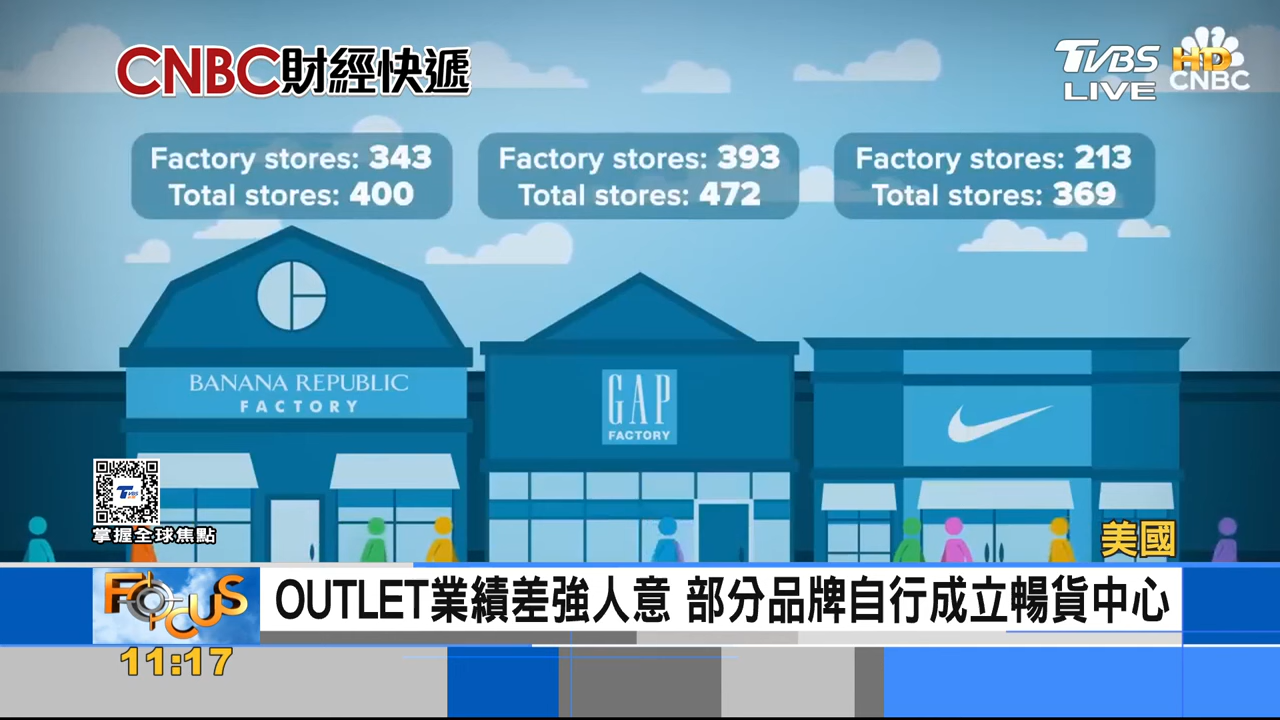 CNBC財經快遞
TVBS
HD
LIVE
CNBC
Factory stores: 343
Total stores: 400
Factory stores: 393
Total stores: 472
Factory stores: 213
Total stores: 369
BANANA REPUBLIC
FACTORY
GAP
FACTORY
TVBS
掌握全球焦點
美國
FOCUS
OUTLET業績差強人意 部分品牌自行成立暢貨中心
11:17